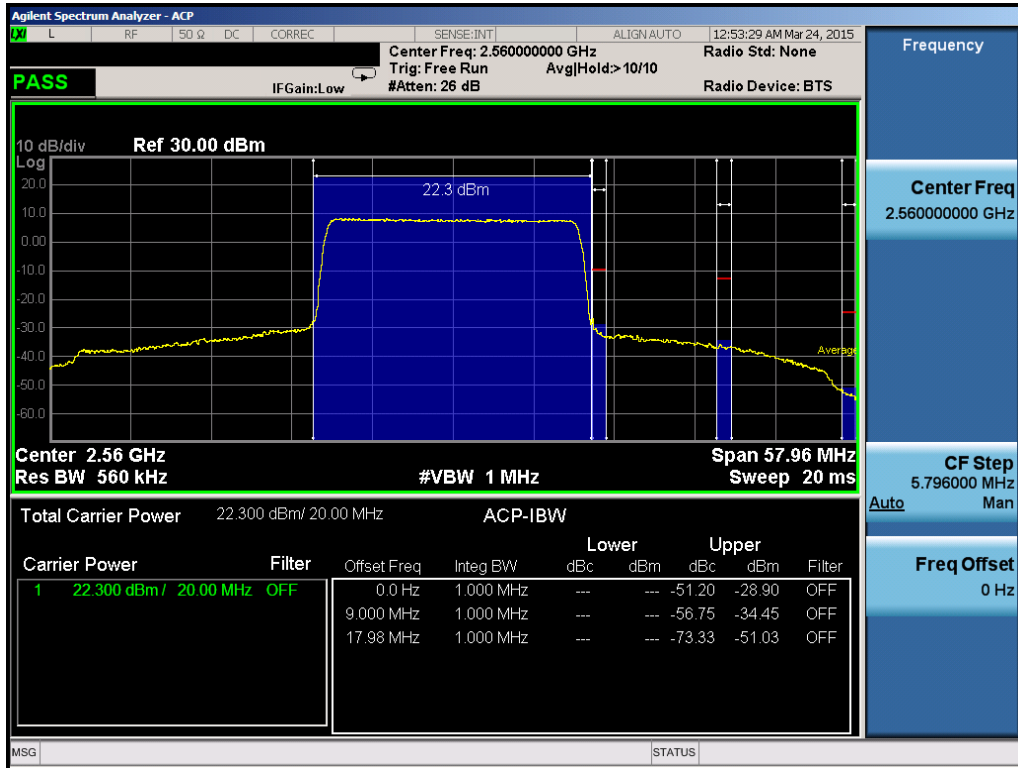 Agilent Spectrum Analyzer - ACP
LXI L RF 50 Ω DC CORREC SENSE:INT ALIGN AUTO 12:53:29 AM Mar 24, 2015
Center Freq: 2.560000000 GHz Radio Std: None
Trig: Free Run Avg|Hold:> 10/10
PASS IFGain:Low #Atten: 26 dB Radio Device: BTS
10 dB/div Ref 30.00 dBm
Log
20.0
22.3 dBm
10.0
0.00
-10.0
-20.0
-30.0
-40.0
Average
-50.0
-60.0
Center 2.56 GHz Span 57.96 MHz
Res BW 560 kHz #VBW 1 MHz Sweep 20 ms
Total Carrier Power 22.300 dBm/ 20.00 MHz ACP-IBW
Lower Upper
Carrier Power Filter Offset Freq Integ BW dBc dBm dBc dBm Filter
1 22.300 dBm / 20.00 MHz OFF 0.0 Hz 1.000 MHz --- --- -51.20 -28.90 OFF
9.000 MHz 1.000 MHz --- --- -56.75 -34.45 OFF
17.98 MHz 1.000 MHz --- --- -73.33 -51.03 OFF
MSG STATUS
Frequency
Center Freq
2.560000000 GHz
CF Step
5.796000 MHz
Auto Man
Freq Offset
0 Hz